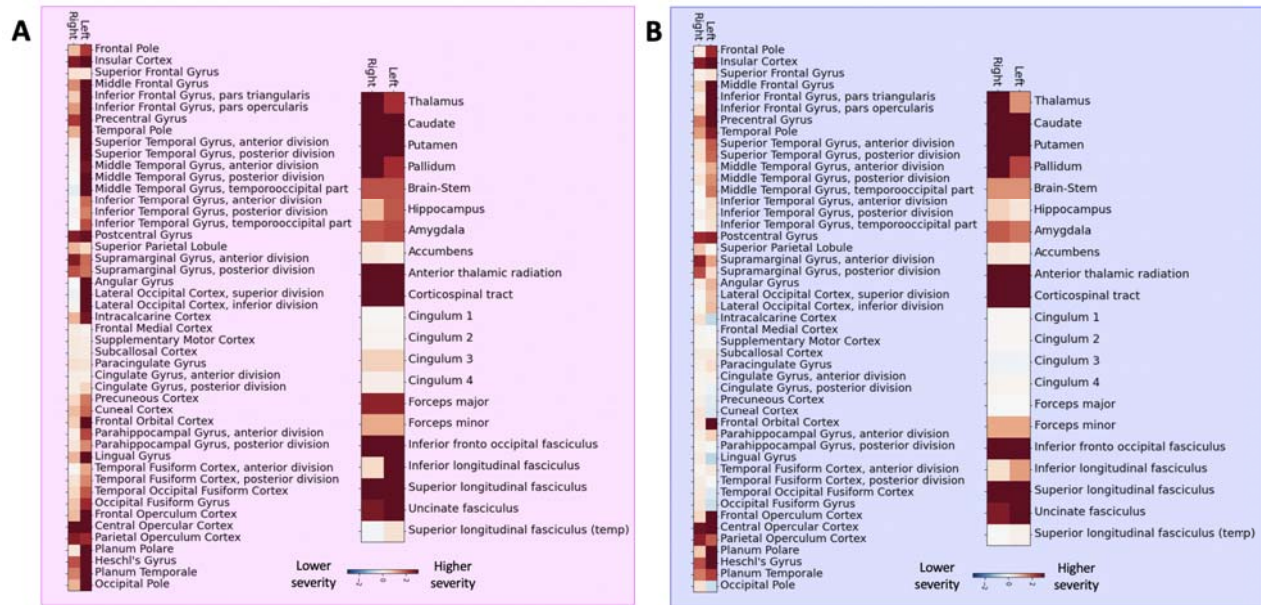 A
Right
Left
Frontal Pole
Insular Cortex
Superior Frontal Gyrus
Middle Frontal Gyrus
Inferior Frontal Gyrus, pars triangularis
Inferior Frontal Gyrus, pars opercularis
Precentral Gyrus
Temporal Pole
Superior Temporal Gyrus, anterior division
Superior Temporal Gyrus, posterior division
Middle Temporal Gyrus, anterior division
Middle Temporal Gyrus, posterior division
Middle Temporal Gyrus, temporooccipital part
Inferior Temporal Gyrus, anterior division
Inferior Temporal Gyrus, posterior division
Inferior Temporal Gyrus, temporooccipital part
Postcentral Gyrus
Superior Parietal Lobule
Supramarginal Gyrus, anterior division
Supramarginal Gyrus, posterior division
Angular Gyrus
Lateral Occipital Cortex, superior division
Lateral Occipital Cortex, inferior division
Intracalcarine Cortex
Frontal Medial Cortex
Supplementary Motor Cortex
Subcallosal Cortex
Paracingulate Gyrus
Cingulate Gyrus, anterior division
Cingulate Gyrus, posterior division
Precuneous Cortex
Cuneal Cortex
Frontal Orbital Cortex
Parahippocampal Gyrus, anterior division
Parahippocampal Gyrus, posterior division
Lingual Gyrus
Temporal Fusiform Cortex, anterior division
Temporal Fusiform Cortex, posterior division
Temporal Occipital Fusiform Cortex
Occipital Fusiform Gyrus
Frontal Operculum Cortex
Central Opercular Cortex
Parietal Operculum Cortex
Planum Polare
Heschl's Gyrus
Planum Temporale
Occipital Pole
Right
Left
Thalamus
Caudate
Putamen
Pallidum
Brain-Stem
Hippocampus
Amygdala
Accumbens
Anterior thalamic radiation
Corticospinal tract
Cingulum 1
Cingulum 2
Cingulum 3
Cingulum 4
Forceps major
Forceps minor
Inferior fronto occipital fasciculus
Inferior longitudinal fasciculus
Superior longitudinal fasciculus
Uncinate fasciculus
Superior longitudinal fasciculus (temp)
Lower severity
-2
0
2
Higher severity
B
Right
Left
Frontal Pole
Insular Cortex
Superior Frontal Gyrus
Middle Frontal Gyrus
Inferior Frontal Gyrus, pars triangularis
Inferior Frontal Gyrus, pars opercularis
Precentral Gyrus
Temporal Pole
Superior Temporal Gyrus, anterior division
Superior Temporal Gyrus, posterior division
Middle Temporal Gyrus, anterior division
Middle Temporal Gyrus, posterior division
Middle Temporal Gyrus, temporooccipital part
Inferior Temporal Gyrus, anterior division
Inferior Temporal Gyrus, posterior division
Inferior Temporal Gyrus, temporooccipital part
Postcentral Gyrus
Superior Parietal Lobule
Supramarginal Gyrus, anterior division
Supramarginal Gyrus, posterior division
Angular Gyrus
Lateral Occipital Cortex, superior division
Lateral Occipital Cortex, inferior division
Intracalcarine Cortex
Frontal Medial Cortex
Supplementary Motor Cortex
Subcallosal Cortex
Paracingulate Gyrus
Cingulate Gyrus, anterior division
Cingulate Gyrus, posterior division
Precuneous Cortex
Cuneal Cortex
Frontal Orbital Cortex
Parahippocampal Gyrus, anterior division
Parahippocampal Gyrus, posterior division
Lingual Gyrus
Temporal Fusiform Cortex, anterior division
Temporal Fusiform Cortex, posterior division
Temporal Occipital Fusiform Cortex
Occipital Fusiform Gyrus
Frontal Operculum Cortex
Central Opercular Cortex
Parietal Operculum Cortex
Planum Polare
Heschl's Gyrus
Planum Temporale
Occipital Pole
Right
Left
Thalamus
Caudate
Putamen
Pallidum
Brain-Stem
Hippocampus
Amygdala
Accumbens
Anterior thalamic radiation
Corticospinal tract
Cingulum 1
Cingulum 2
Cingulum 3
Cingulum 4
Forceps major
Forceps minor
Inferior fronto occipital fasciculus
Inferior longitudinal fasciculus
Superior longitudinal fasciculus
Uncinate fasciculus
Superior longitudinal fasciculus (temp)
Lower severity
-2
0
2
Higher severity